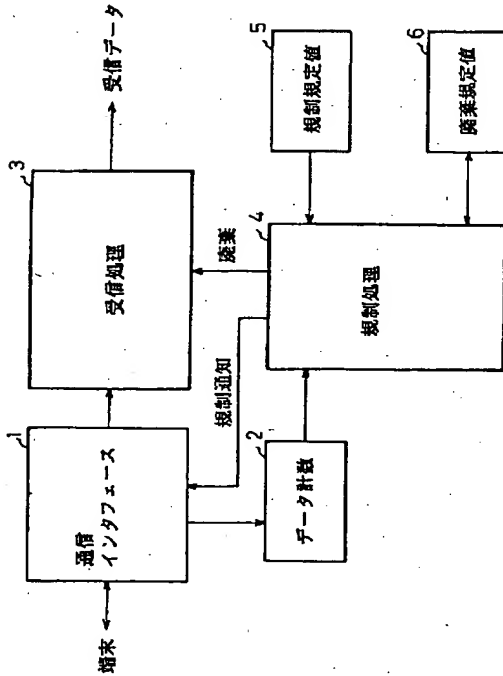 端末
1
通信
インタフェース
3
受信処理
受信データ
規制通知
廃棄
2
データ計数
4
規制処理
5
規制規定値
6
廃棄規定値